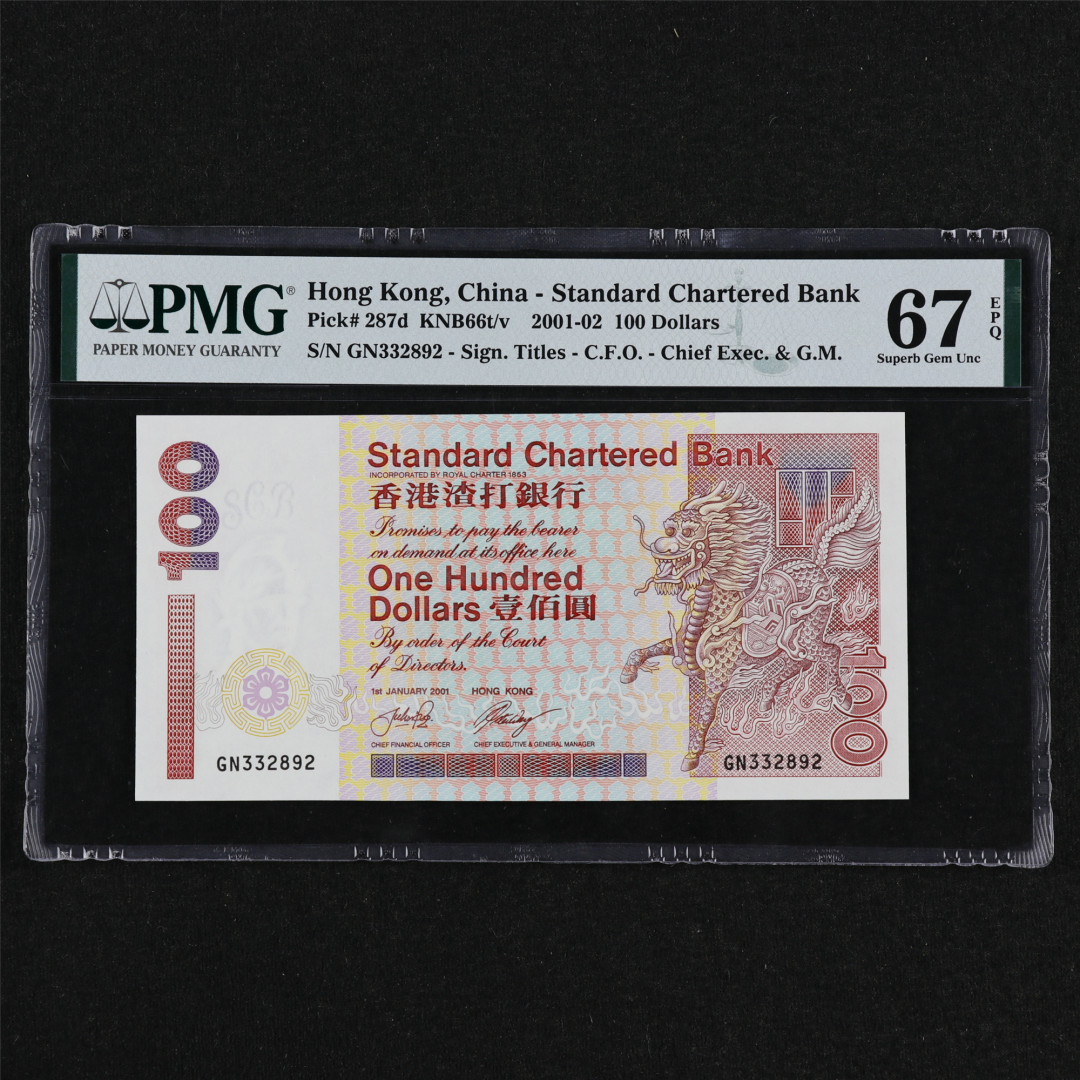 PMG®
PAPER MONEY GUARANTY
Hong Kong, China - Standard Chartered Bank
Pick# 287d KNB66t/v 2001-02 100 Dollars
S/N GN332892 - Sign. Titles - C.F.O. - Chief Exec. & G.M.
67
EPQ
Superb Gem Unc
100
SCB
Standard Chartered Bank
INCORPORATED BY ROYAL CHARTER 1853
香港渣打銀行
Promises to pay the bearer
on demand at its office here
One Hundred
Dollars 壹佰圓
By order of the Court
of Directors.
1st JANUARY 2001 HONG KONG
CHIEF FINANCIAL OFFICER CHIEF EXECUTIVE & GENERAL MANAGER
GN332892
GN332892
100